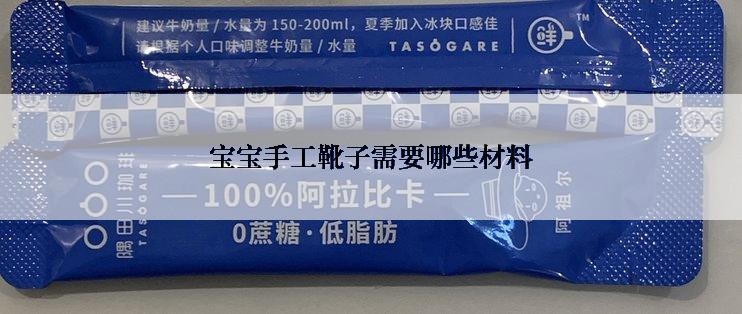 建议牛奶量 / 水量为 150-200ml，夏季加入冰块口感佳
请根据个人口味调整牛奶量 / 水量
TASŌGARE
TM
宝宝手工靴子需要哪些材料
隅田川珈琲
TASŌGARE
100%阿拉比卡
0蔗糖·低脂肪
阿祖尔